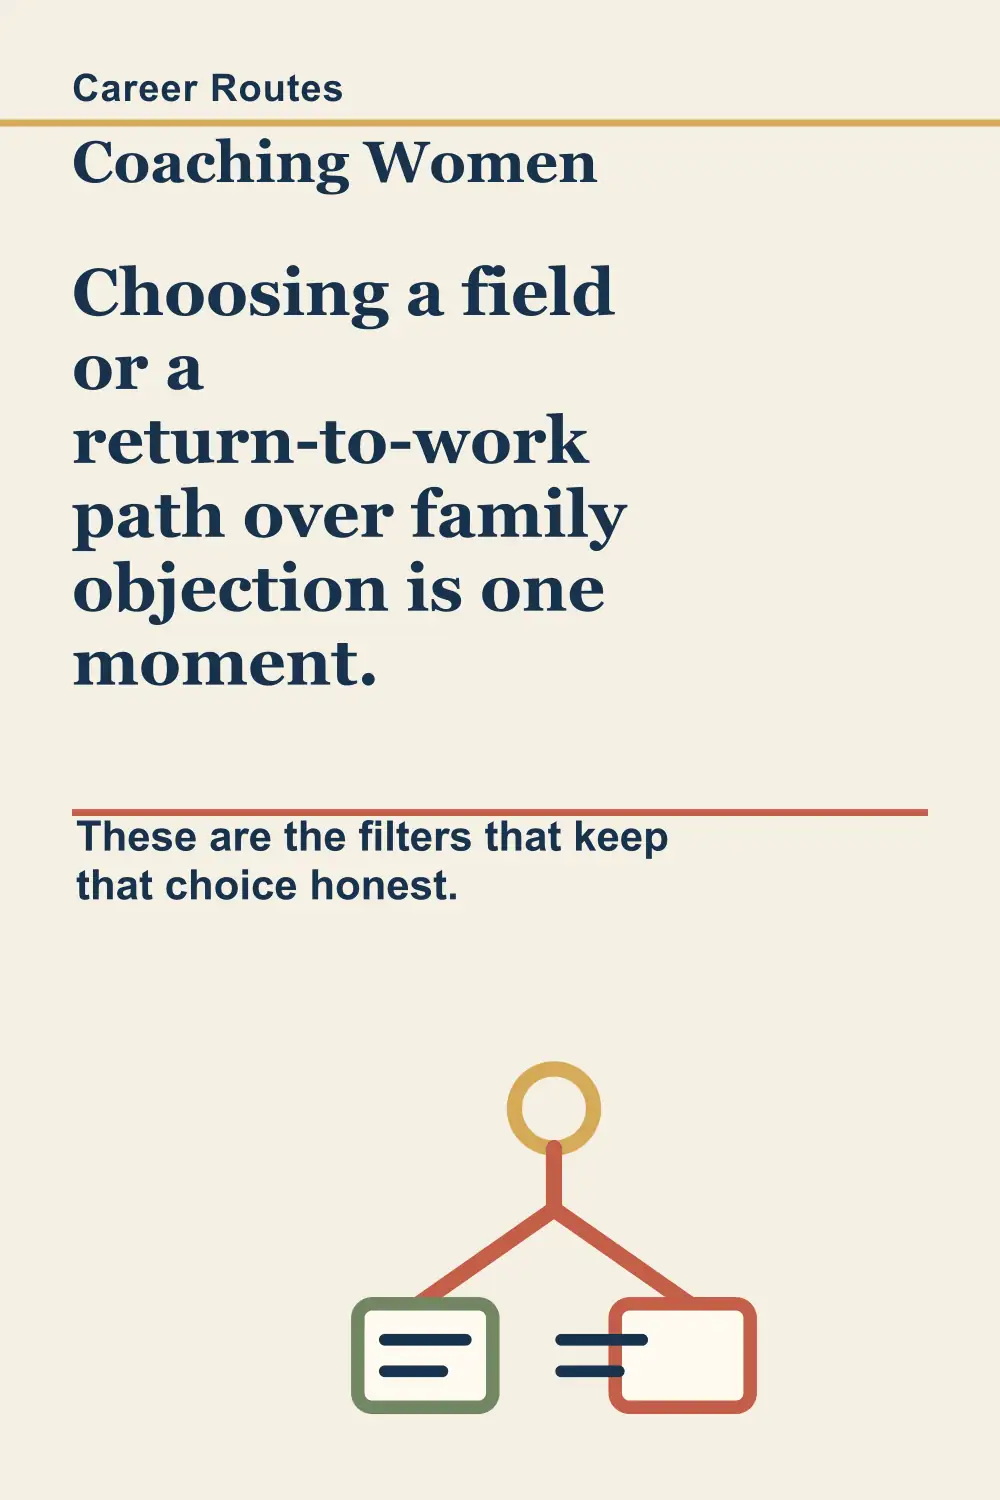 Career Routes
Coaching Women
Choosing a field
or a
return-to-work
path over family
objection is one
moment.
These are the filters that keep
that choice honest.